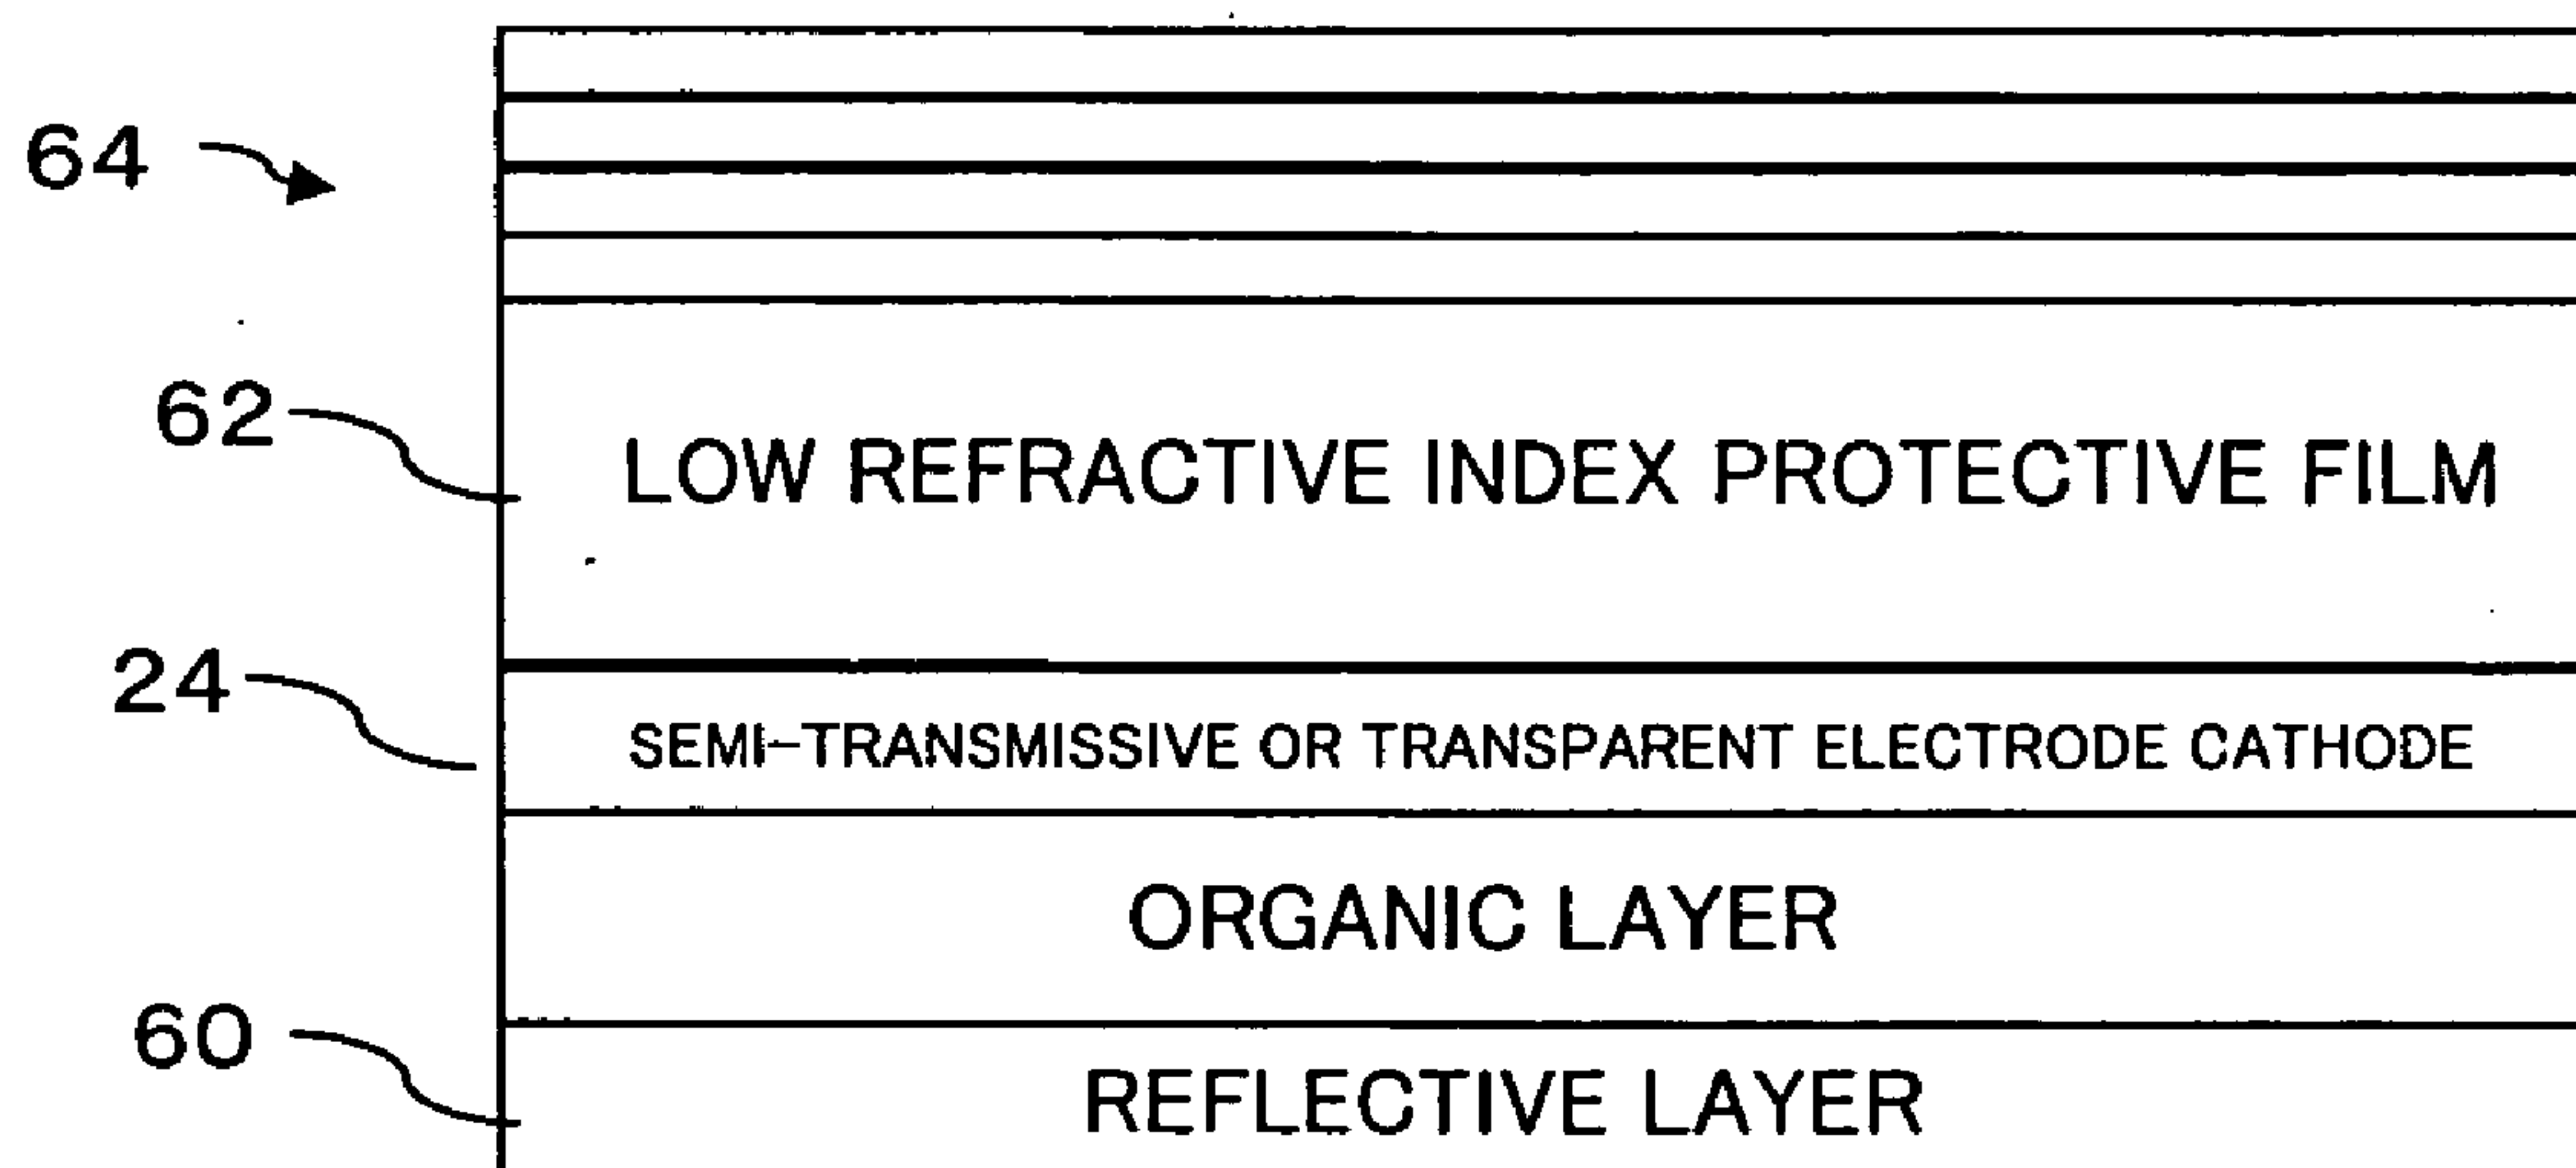 64
62
LOW REFRACTIVE INDEX PROTECTIVE FILM
24
SEMI-TRANSMISSIVE OR TRANSPARENT ELECTRODE CATHODE
ORGANIC LAYER
60
REFLECTIVE LAYER